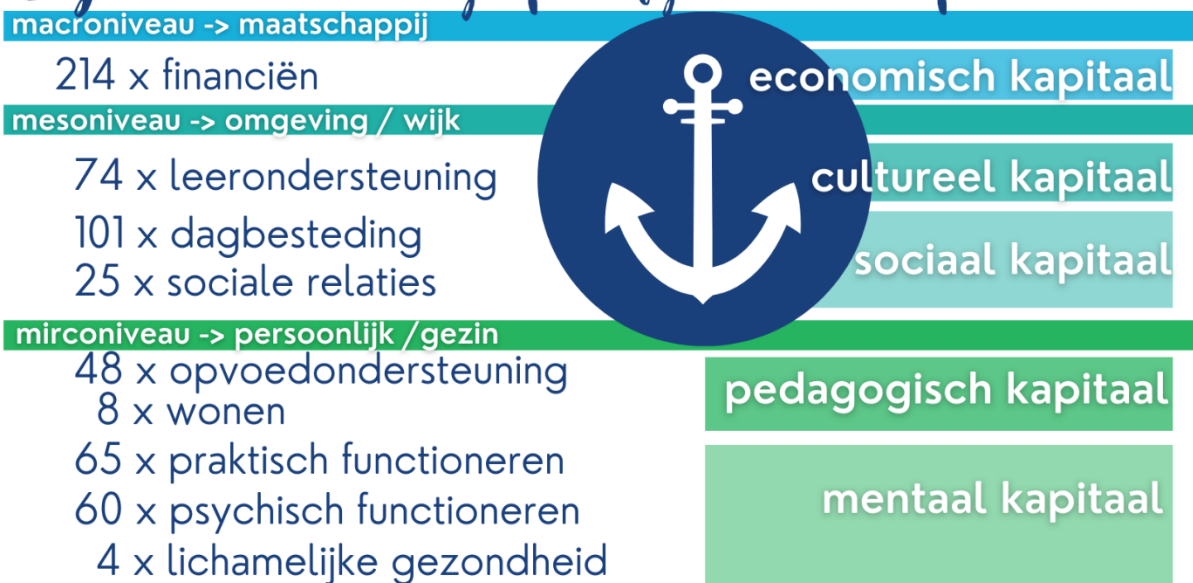 macroniveau -> maatschappij
214 x financiën
economisch kapitaal
mesoniveau -> omgeving / wijk
74 x leerondersteuning
cultureel kapitaal
101 x dagbesteding
25 x sociale relaties
sociaal kapitaal
mirconiveau -> persoonlijk /gezin
48 x opvoedondersteuning
pedagogisch kapitaal
8 x wonen
65 x praktisch functioneren
60 x psychisch functioneren
mentaal kapitaal
4 x lichamelijke gezondheid